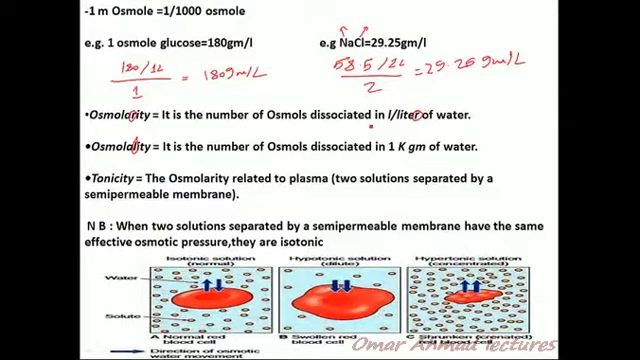 -1 m Osmole =1/1000 osmole
e.g. 1 osmole glucose=180gm/l e.g NaCl=29.25gm/l
180/1L
1
= 180gm/L
58.5/1L
2
=29.25 gm/L
•Osmolarity = It is the number of Osmols dissociated in l/liter of water.
•Osmolality = It is the number of Osmols dissociated in 1 K gm of water.
•Tonicity = The Osmolarity related to plasma (two solutions separated by a
semipermeable membrane).
N B : When two solutions separated by a semipermeable membrane have the same
effective osmotic pressure,they are isotonic
Isotonic solution
(normal)
Hypotonic solution
(dilute)
Hypertonic solution
(concentrated)
Water
Solute
A Normal red
blood cell
B Swollen red
blood cell
C Shrunken (crenated)
red blood cell
Direction of osmotic
water movement
Omar Ahmad lectures